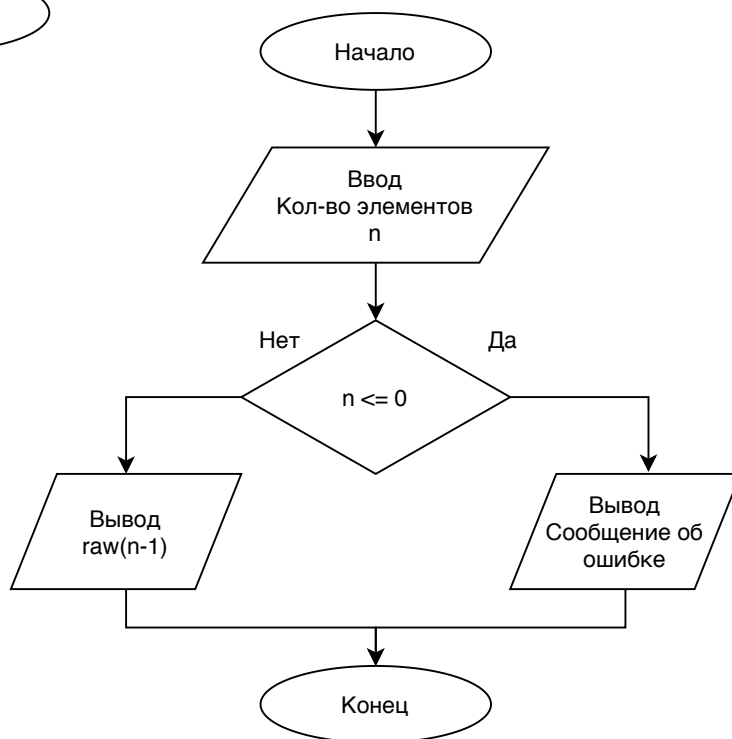 Начало
Ввод
Кол-во элементов
n
Нет
Да
n <= 0
Вывод
raw(n-1)
Вывод
Сообщение об
ошибке
Конец